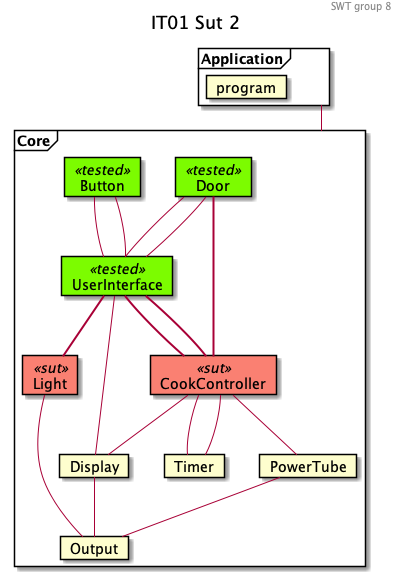 SWT group 8
IT01 Sut 2
Application
program
Core
«tested»
Button
«tested»
Door
«tested»
UserInterface
«sut»
Light
«sut»
CookController
Display
Timer
PowerTube
Output